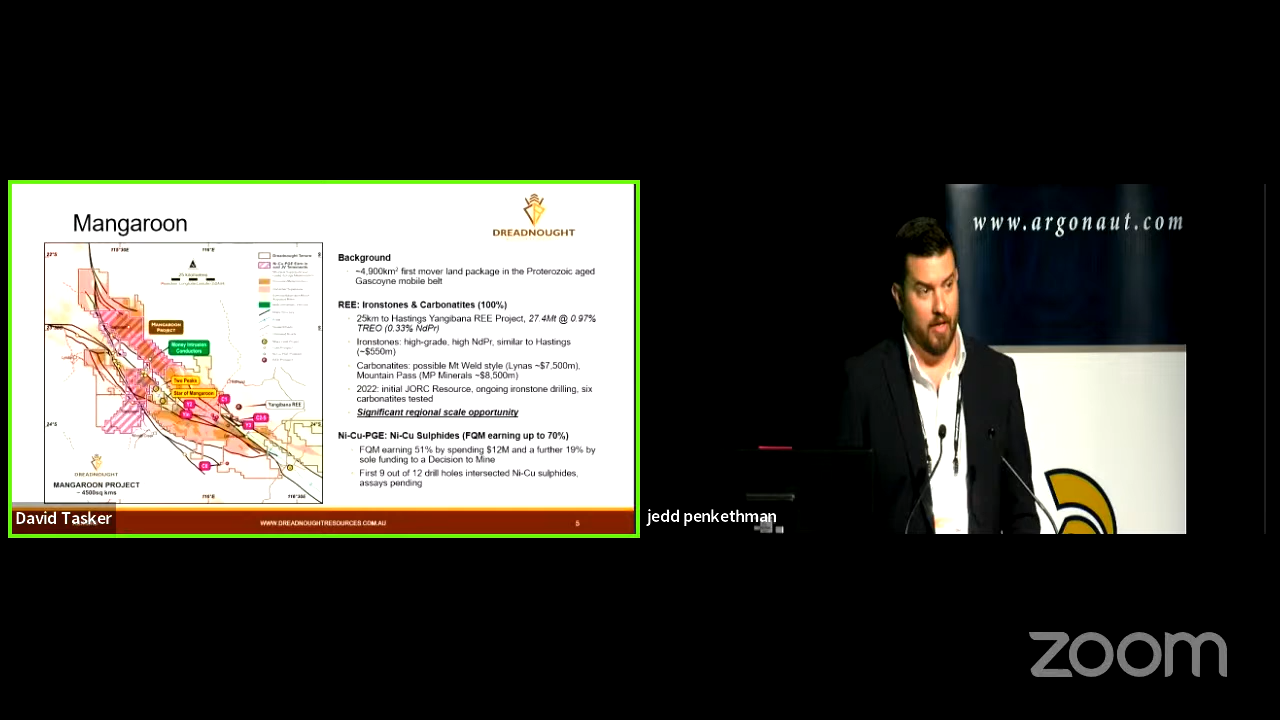 Mangaroon
DREADNOUGHT
Background
~4,900km² first mover land package in the Proterozoic aged
Gascoyne mobile belt
REE: Ironstones & Carbonatites (100%)
25km to Hastings Yangibana REE Project, 27.4Mt @ 0.97%
TREO (0.33% NdPr)
Ironstones: high-grade, high NdPr, similar to Hastings
(~$550m)
Carbonatites: possible Mt Weld style (Lynas ~$7,500m),
Mountain Pass (MP Minerals ~$8,500m)
2022: initial JORC Resource, ongoing ironstone drilling, six
carbonatites tested
Significant regional scale opportunity
Ni-Cu-PGE: Ni-Cu Sulphides (FQM earning up to 70%)
FQM earning 51% by spending $12M and a further 19% by
sole funding to a Decision to Mine
First 9 out of 12 drill holes intersected Ni-Cu sulphides,
assays pending
MANGAROON
PROJECT
Money Intrusion
Conductors
Two Peaks
Star of Mangaroon
C1
Yangibana REE
Y3
DREADNOUGHT
MANGAROON PROJECT
~ 4500sq kms
WWW.DREADNOUGHTRESOURCES.COM.AU
5
David Tasker
www.argonaut.com
jedd penkethman
zoom